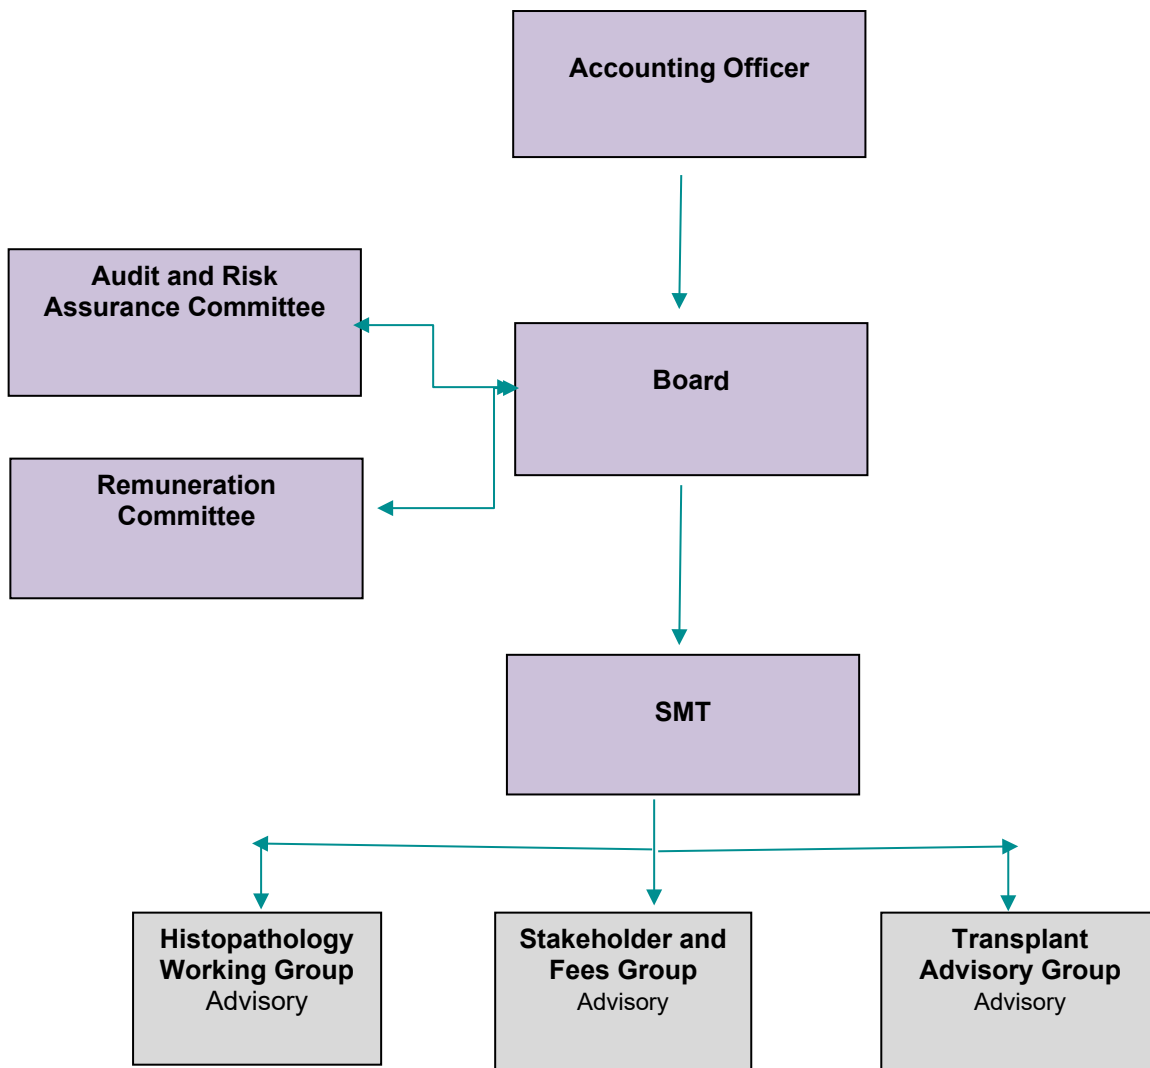 Accounting Officer
Audit and Risk
Assurance Committee
Board
Remuneration
Committee
SMT
Histopathology
Working Group
Advisory
Stakeholder and
Fees Group
Advisory
Transplant
Advisory Group
Advisory